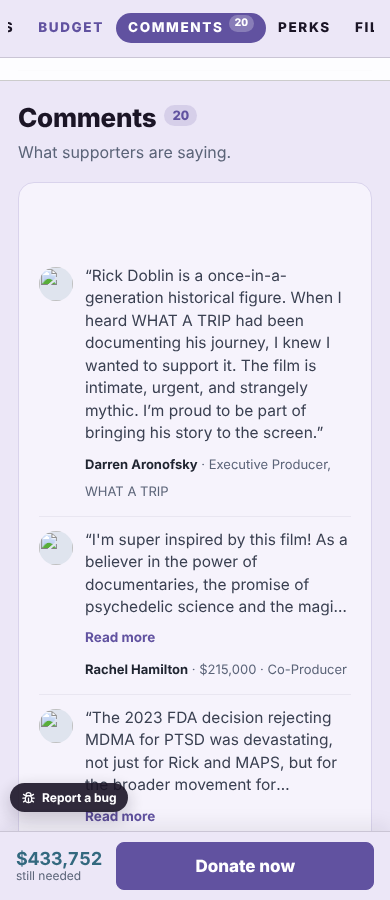 S BUDGET COMMENTS 20 PERKS FIL
Comments 20
What supporters are saying.
“Rick Doblin is a once-in-a-
generation historical figure. When I
heard WHAT A TRIP had been
documenting his journey, I knew I
wanted to support it. The film is
intimate, urgent, and strangely
mythic. I’m proud to be part of
bringing his story to the screen.”
Darren Aronofsky · Executive Producer,
WHAT A TRIP
“I'm super inspired by this film! As a
believer in the power of
documentaries, the promise of
psychedelic science and the magi...
Read more
Rachel Hamilton · $215,000 · Co-Producer
“The 2023 FDA decision rejecting
MDMA for PTSD was devastating,
not just for Rick and MAPS, but for
the broader movement for...
Report a bug
Read more
$433,752
still needed
Donate now